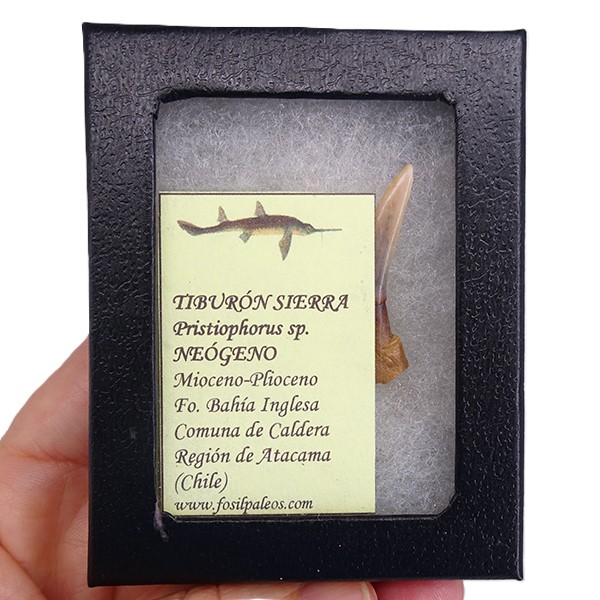 TIBURÓN SIERRA
Pristiophorus sp.
NEÓGENO
Mioceno-Plioceno
Fo. Bahía Inglesa
Comuna de Caldera
Región de Atacama
(Chile)
www.fosilpaleos.com